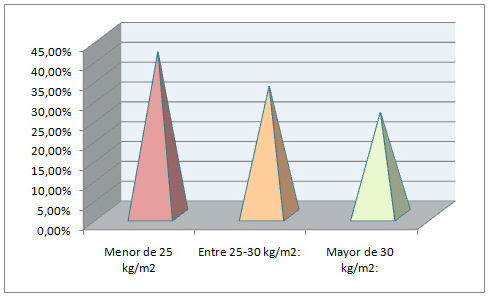 45,00%
40,00%
35,00%
30,00%
25,00%
20,00%
15,00%
10,00%
5,00%
0,00%
Menor de 25
kg/m2
Entre 25-30 kg/m2:
Mayor de 30
kg/m2: